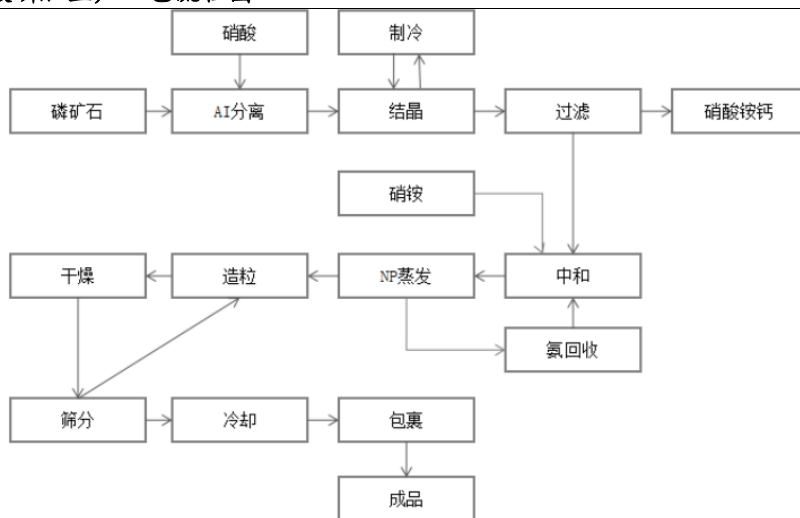 硝酸
制冷
磷矿石
AI分离
结晶
过滤
硝酸铵钙
硝铵
干燥
造粒
NP蒸发
中和
氨回收
筛分
冷却
包裹
成品